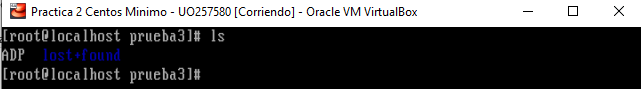 Practica 2 Centos Minimo - UO257580 [Corriendo] - Oracle VM VirtualBox
[root@localhost prueba3]# ls
ADP lost+found
[root@localhost prueba3]#